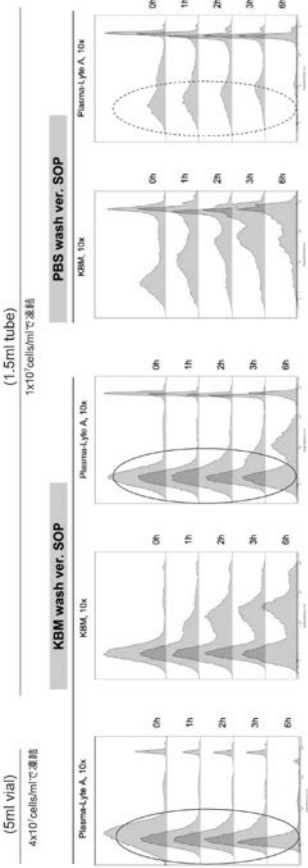 (5ml vial)
4x10⁷cells/mlで凍結
(1.5ml tube)
1x10⁷cells/mlで凍結
KBM wash ver. SOP
PBS wash ver. SOP
Plasma-Lyte A, 10x
KBM, 10x
Plasma-Lyte A, 10x
KBM, 10x
Plasma-Lyte A, 10x
0h
1h
2h
3h
6h
0h
1h
2h
3h
6h
0h
1h
2h
3h
6h
0h
1h
2h
3h
6h
0h
1h
2h
3h
6h